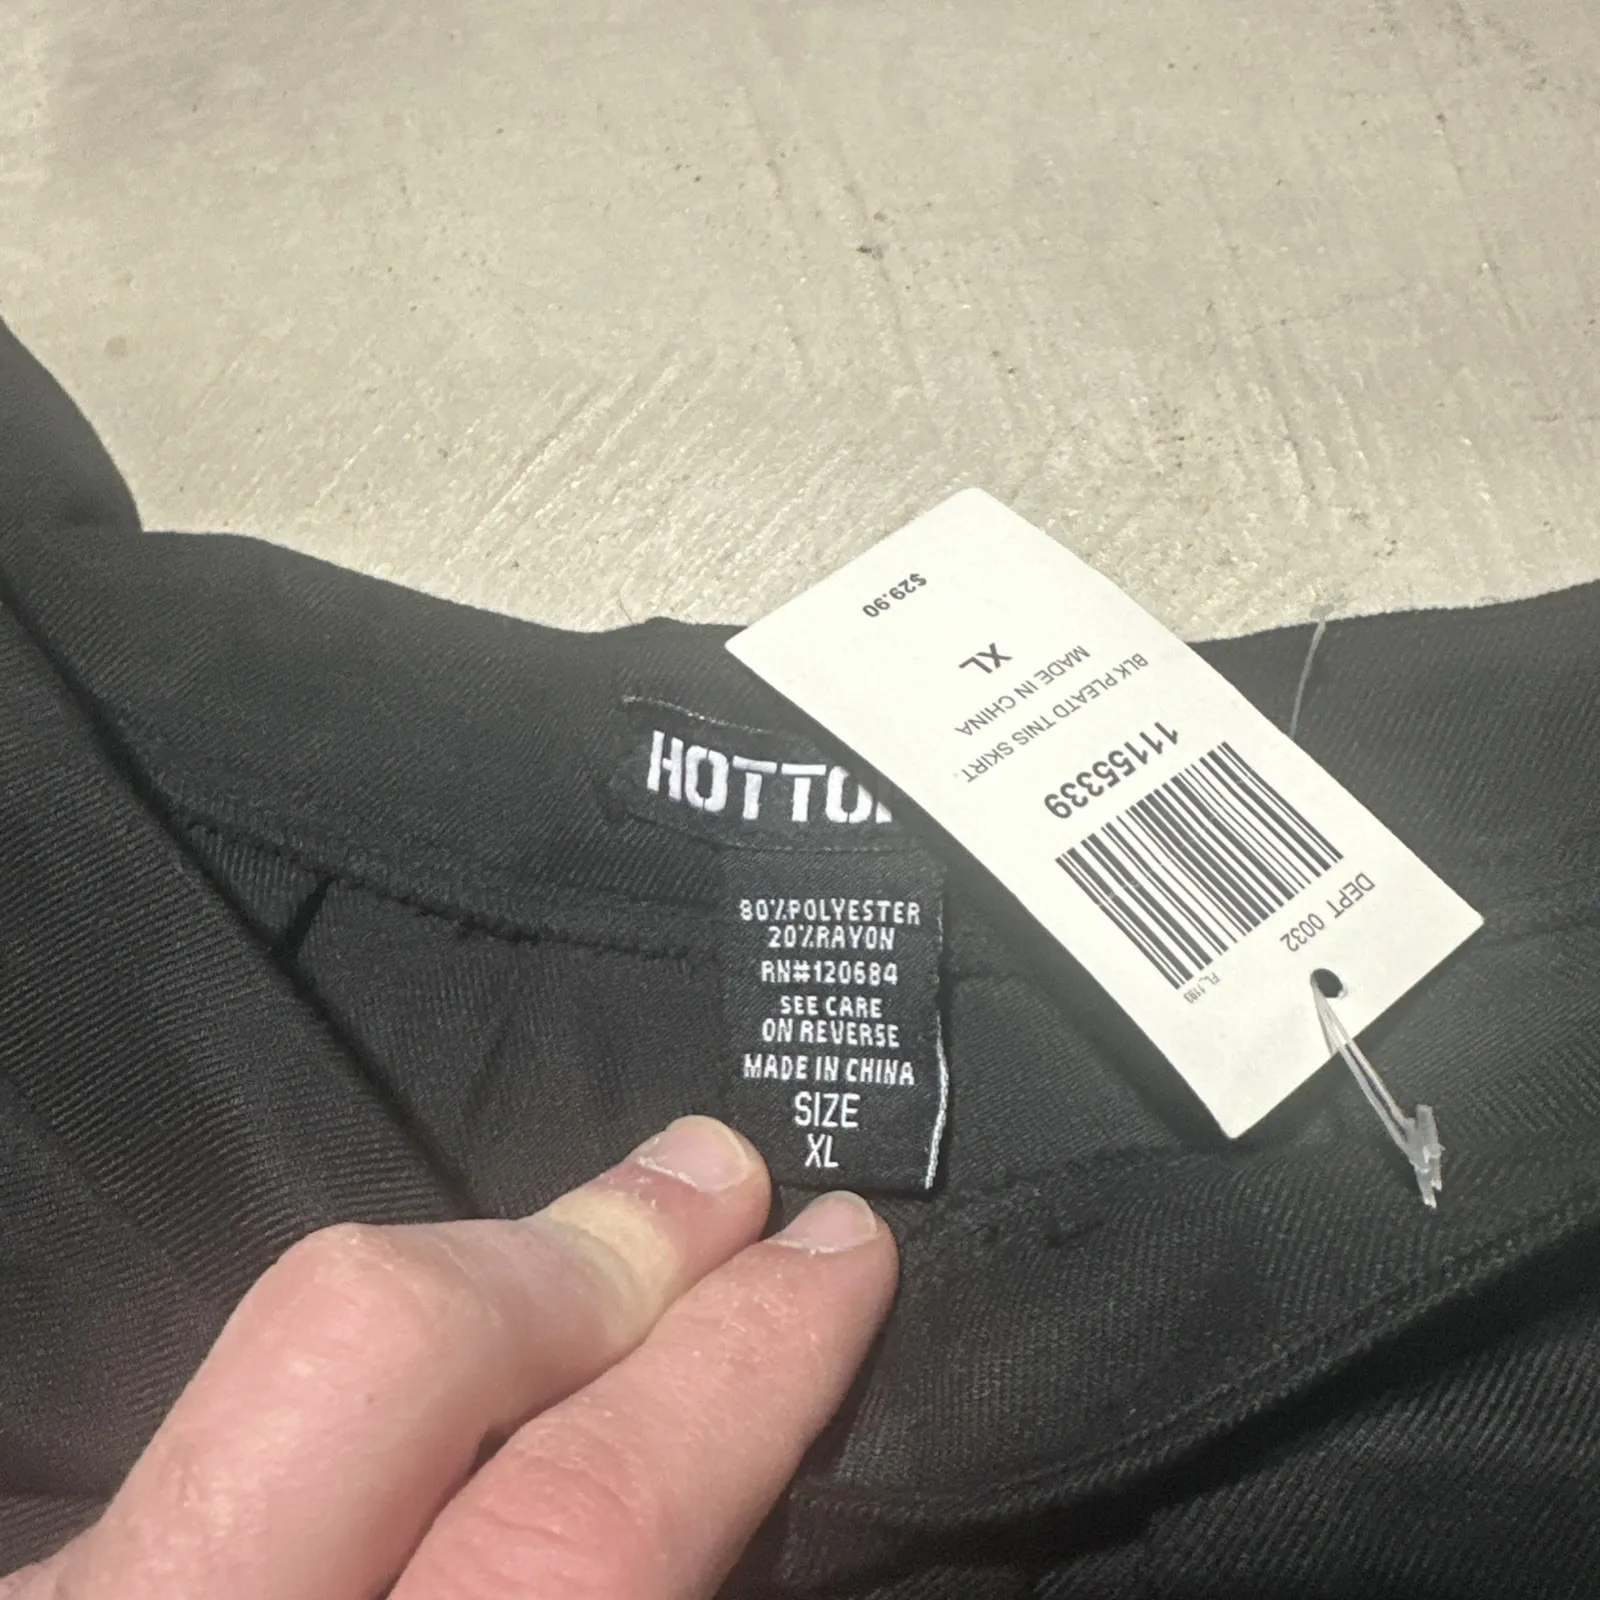 HOTTO
80%POLYESTER
20%RAYON
RN#120684
SEE CARE
ON REVERSE
MADE IN CHINA
SIZE
XL
DEPT 0032
11155339
BLK PLEATD TNIS SKIRT.
MADE IN CHINA
XL
$29.90